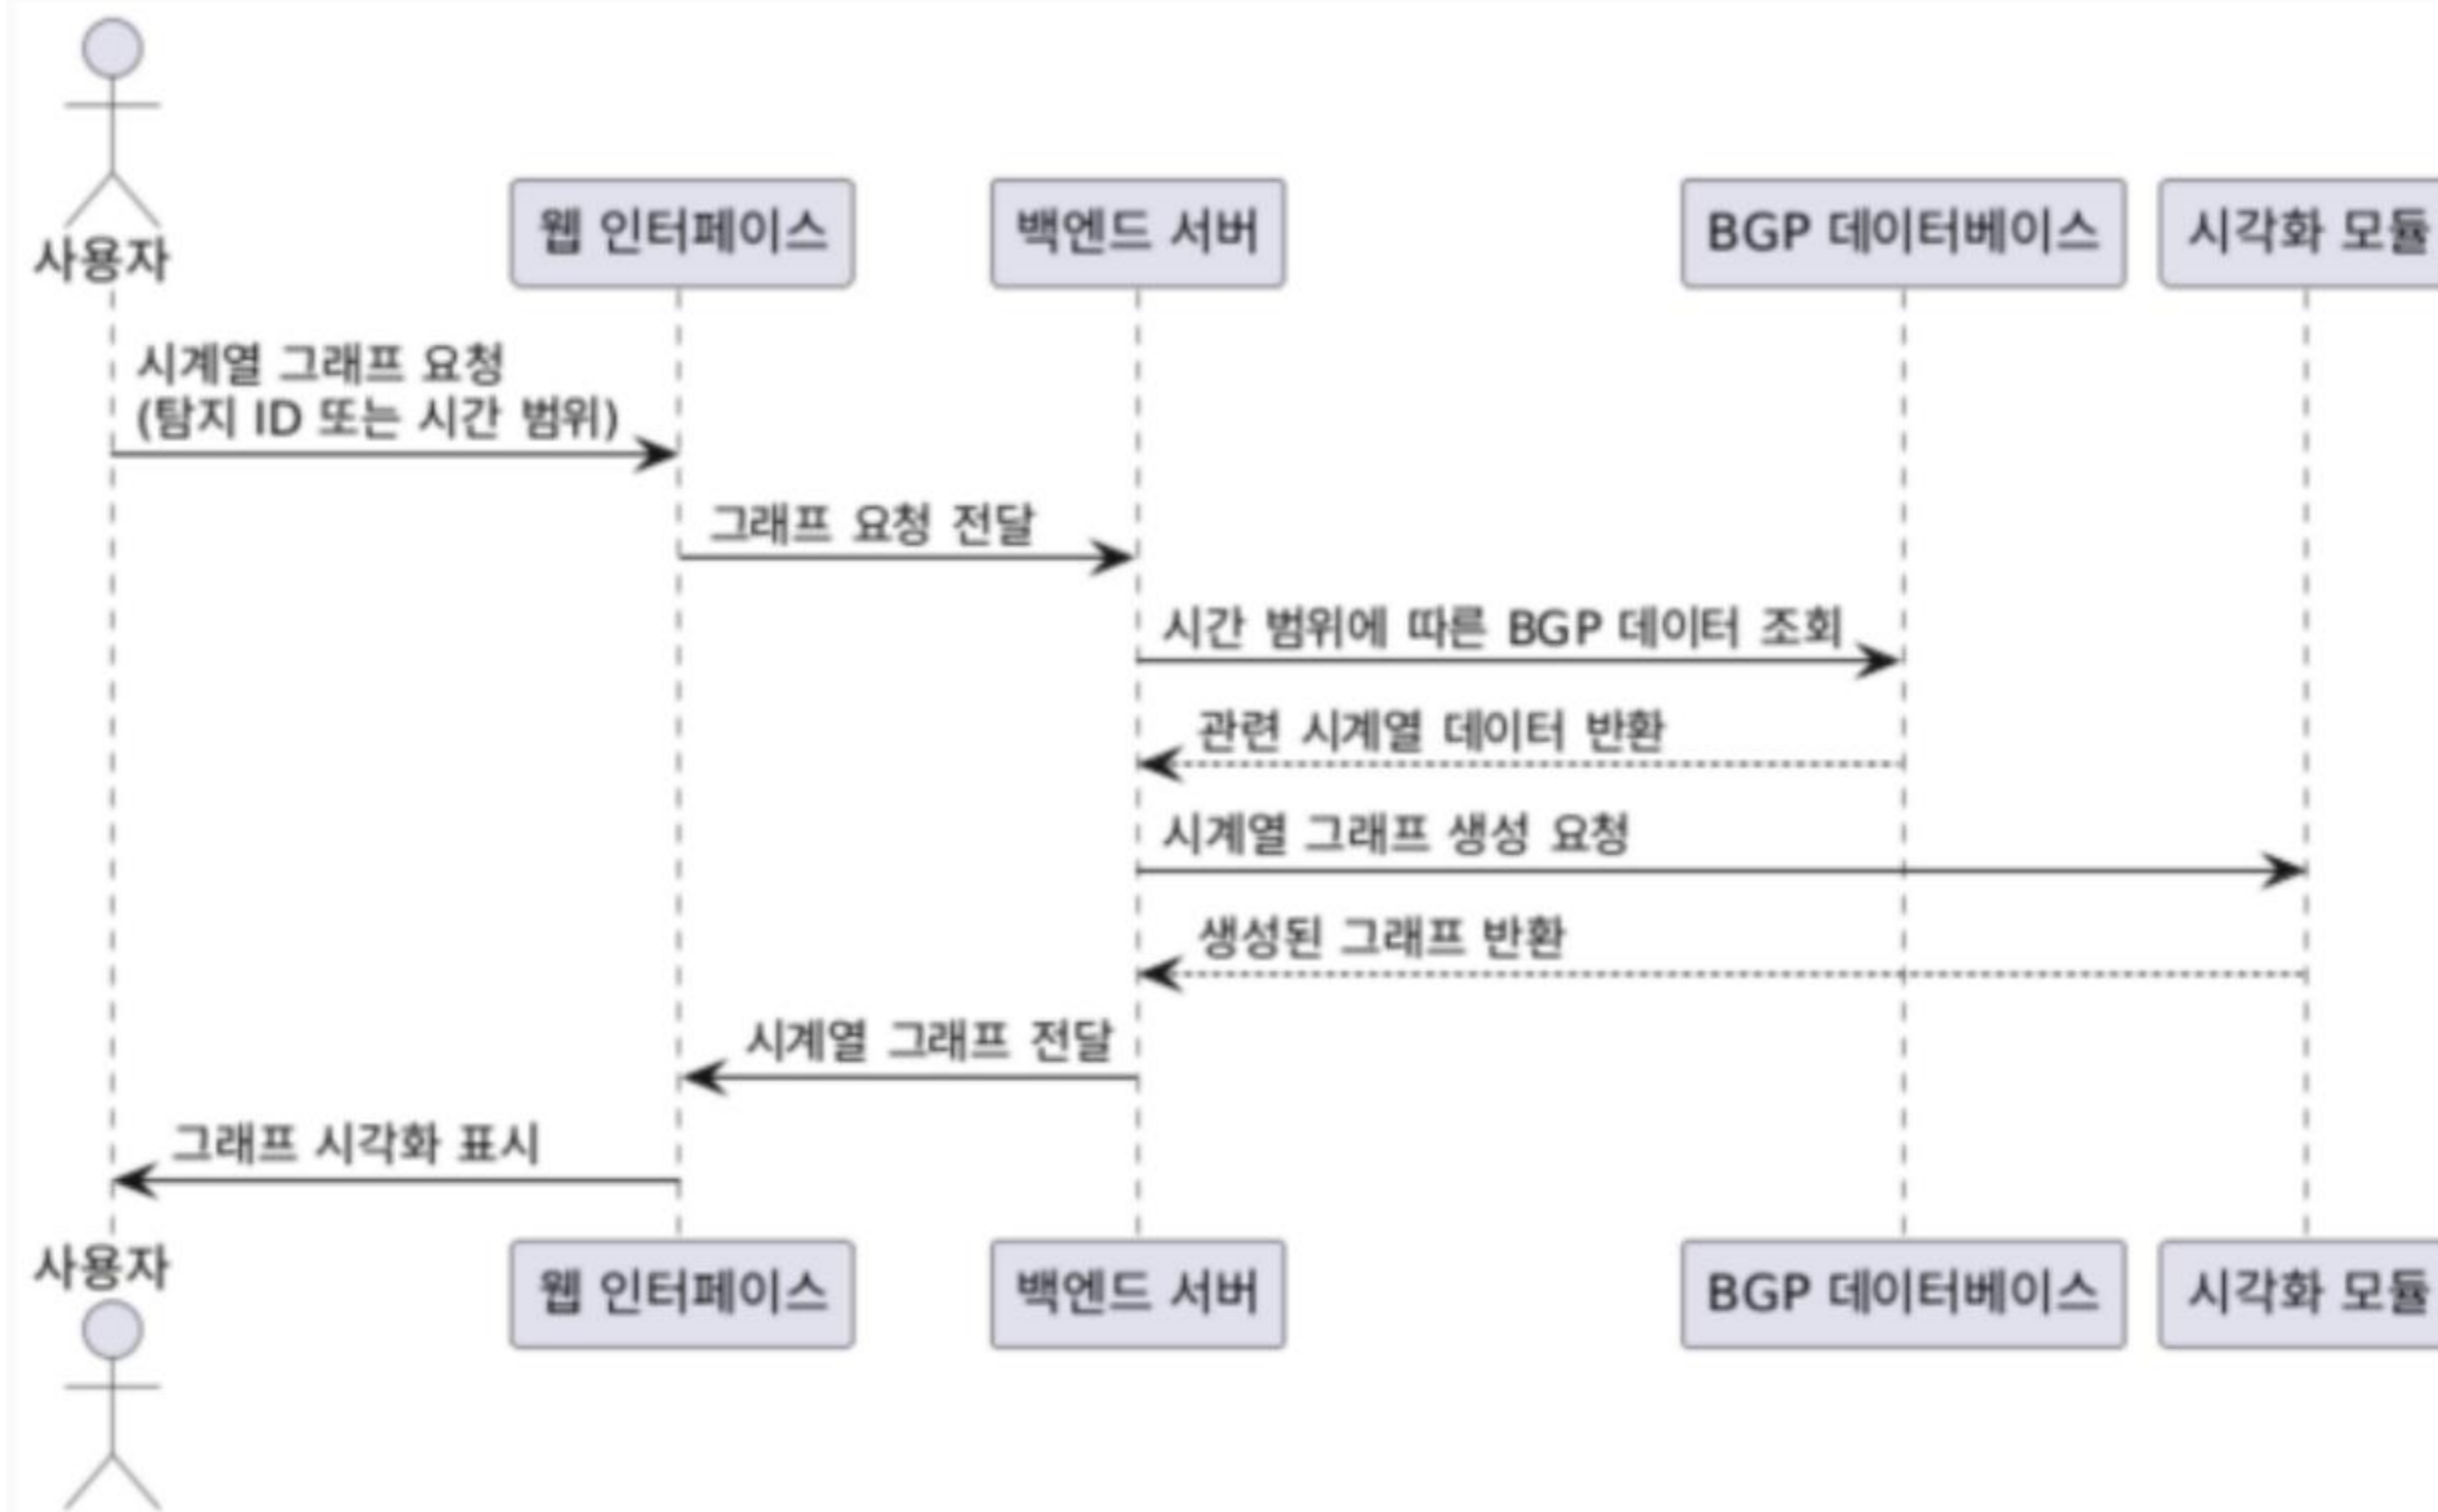 사용자
웹 인터페이스
백엔드 서버
BGP 데이터베이스
시각화 모듈
시계열 그래프 요청
(탐지 ID 또는 시간 범위)
그래프 요청 전달
시간 범위에 따른 BGP 데이터 조회
관련 시계열 데이터 반환
시계열 그래프 생성 요청
생성된 그래프 반환
시계열 그래프 전달
그래프 시각화 표시
사용자
웹 인터페이스
백엔드 서버
BGP 데이터베이스
시각화 모듈